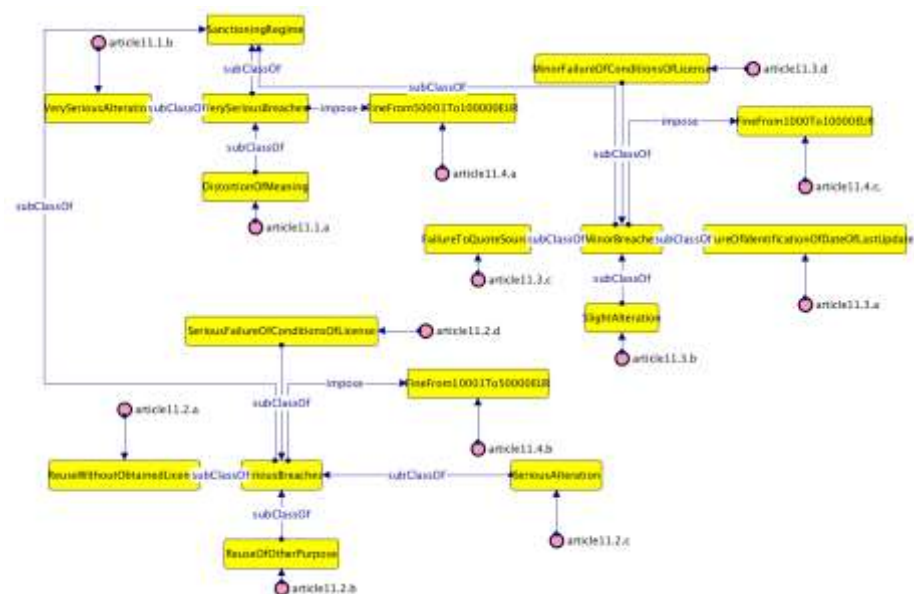 SanctioningRegime
article11.1.b
subClassOf
MinorFailureOfConditionsOfLicense
article11.3.d
subClassOf
VerySeriousAlteration
subClassOf
VerySeriousBreaches
impose
FineFrom50001To100000EUR
impose
FineFrom1000To10000EUR
subClassOf
subClassOf
article11.4.a
article11.4.c.
DistortionOfMeaning
subClassOf
article11.1.a
FailureToQuoteSour
subClassOf
MinorBreaches
subClassOf
ureOfIdentificationOfDateOfLastUpdate
article11.3.c
subClassOf
article11.3.a
SeriousFailureOfConditionsOfLicense
article11.2.d
SlightAlteration
article11.3.b
impose
FineFrom10001To50000EUR
subClassOf
article11.2.a
article11.4.b
ReuseWithoutObtainedLicen
subClassOf
riousBreaches
subClassOf
SeriousAlteration
subClassOf
article11.2.c
ReuseOfOtherPurpose
article11.2.b